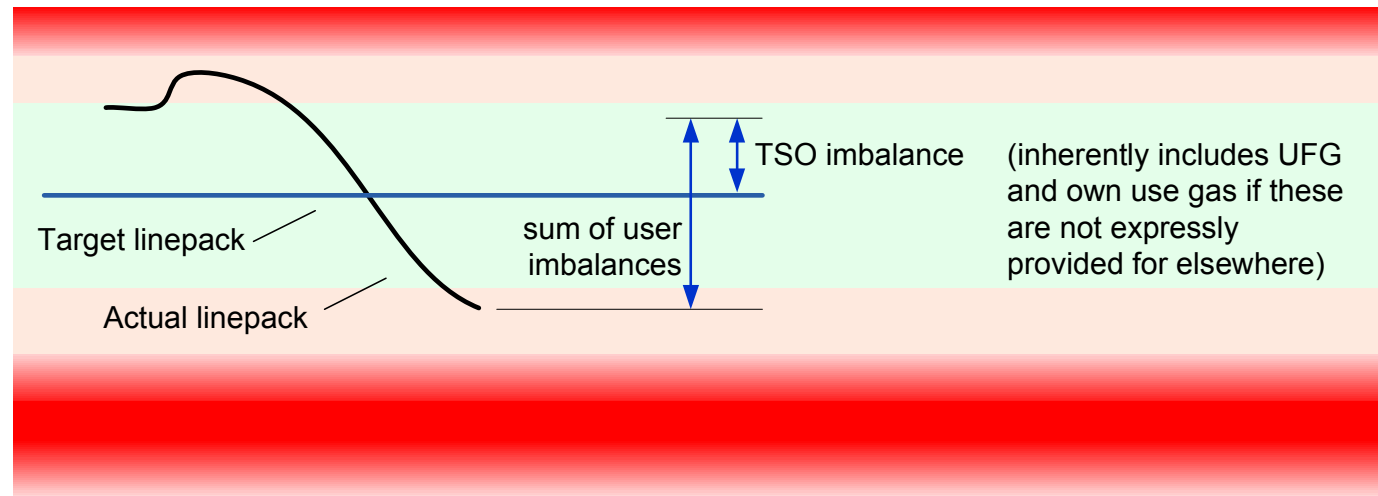 TSO imbalance
(inherently includes UFG
and own use gas if these
are not expressly
provided for elsewhere)
sum of user
imbalances
Target linepack
Actual linepack